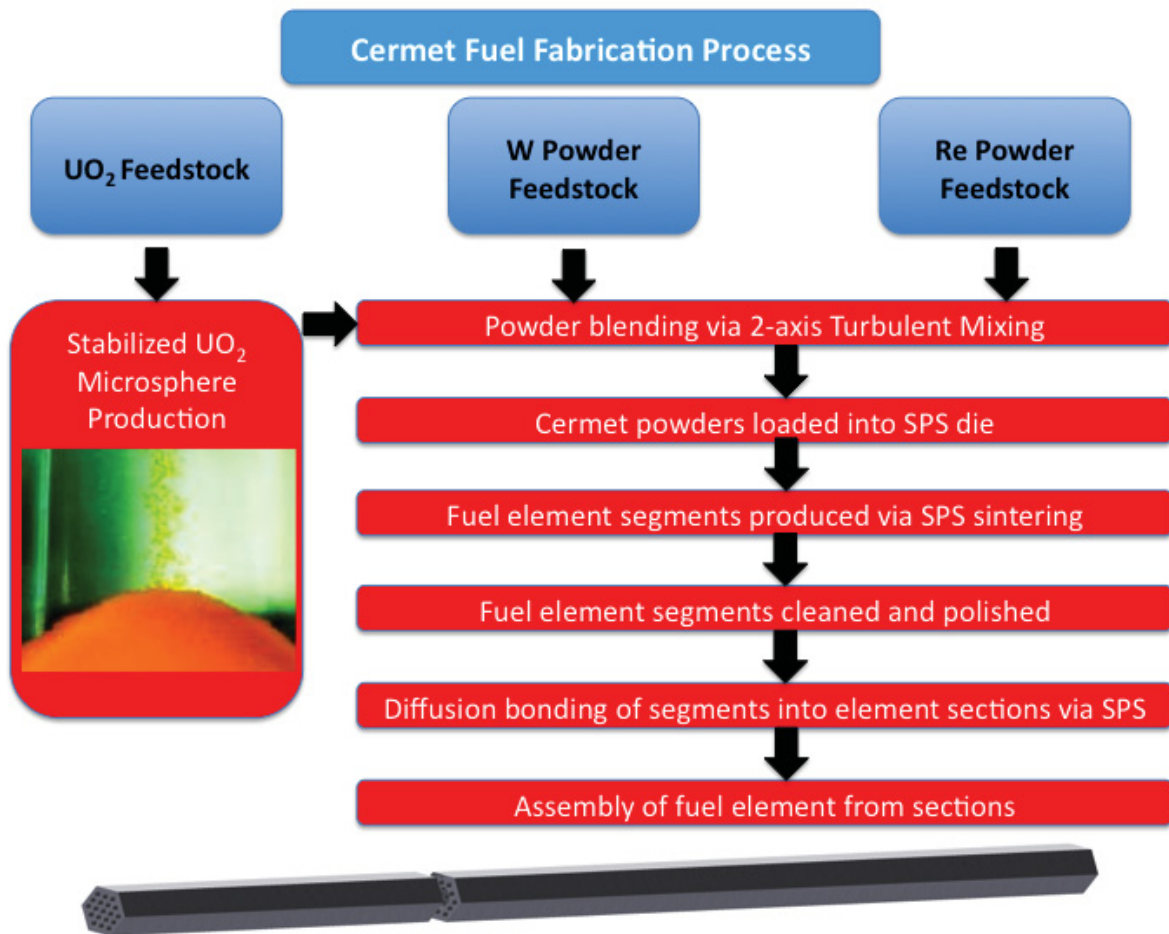 Cermet Fuel Fabrication Process
UO₂ Feedstock
W Powder
Feedstock
Re Powder
Feedstock
Stabilized UO₂
Microsphere
Production
Powder blending via 2-axis Turbulent Mixing
Cermet powders loaded into SPS die
Fuel element segments produced via SPS sintering
Fuel element segments cleaned and polished
Diffusion bonding of segments into element sections via SPS
Assembly of fuel element from sections